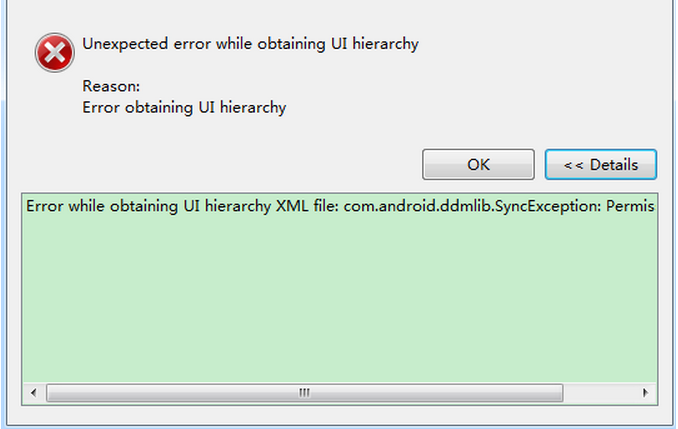 Unexpected error while obtaining UI hierarchy
Reason:
Error obtaining UI hierarchy
OK
<< Details
Error while obtaining UI hierarchy XML file: com.android.ddmlib.SyncException: Permis